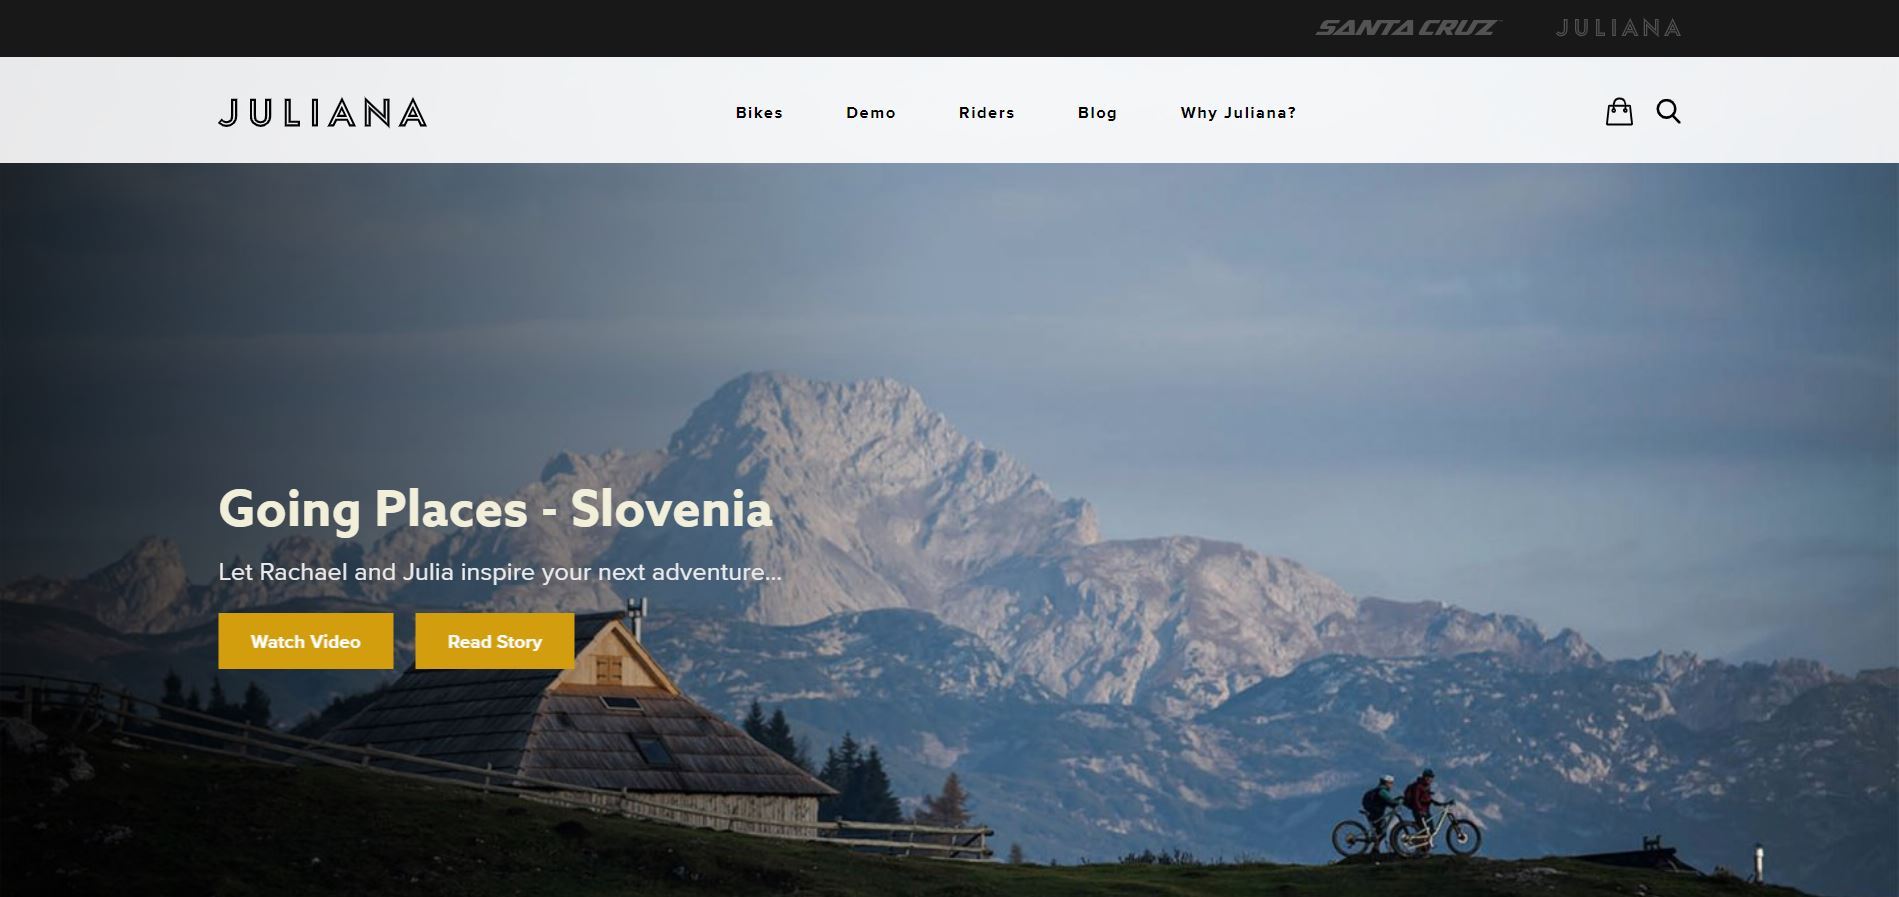 SANTA CRUZ JULIANA
JULIANA Bikes Demo Riders Blog Why Juliana?
Going Places - Slovenia
Let Rachael and Julia inspire your next adventure...
Watch Video Read Story